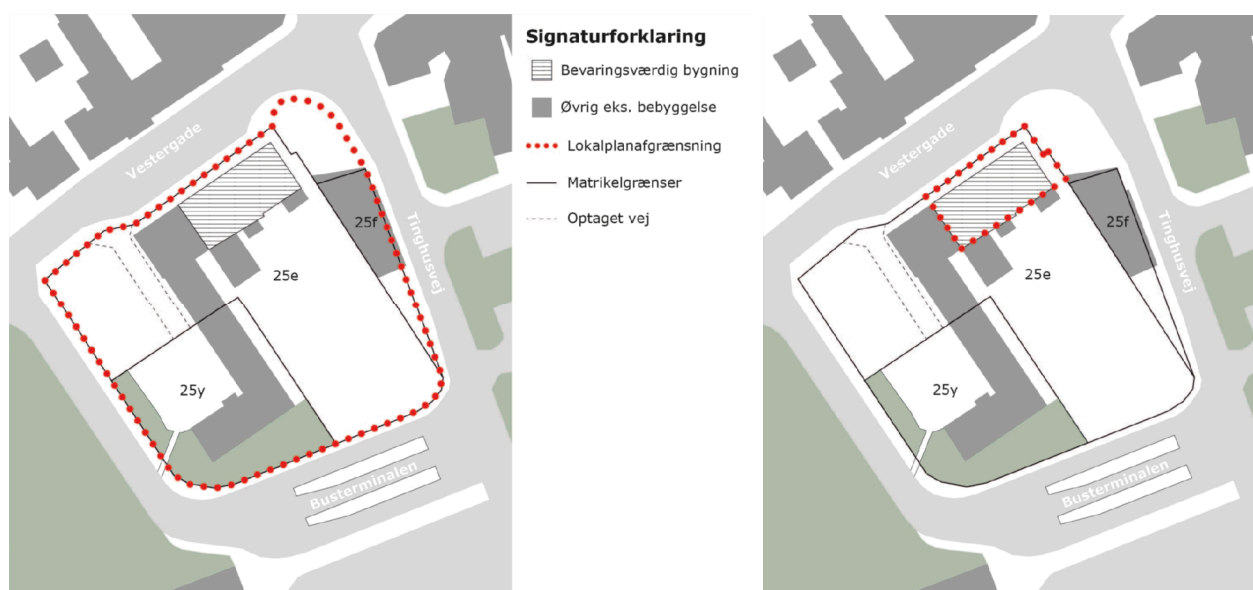 Vestergade
25f
Tinghusvej
25e
25y
Busterminalen
Signaturforklaring
Bevaringsværdig bygning
Øvrig eks. bebyggelse
Lokalplanafgrænsning
Matrikelgrænser
Optaget vej
Vestergade
25f
Tinghusvej
25e
25y
Busterminalen